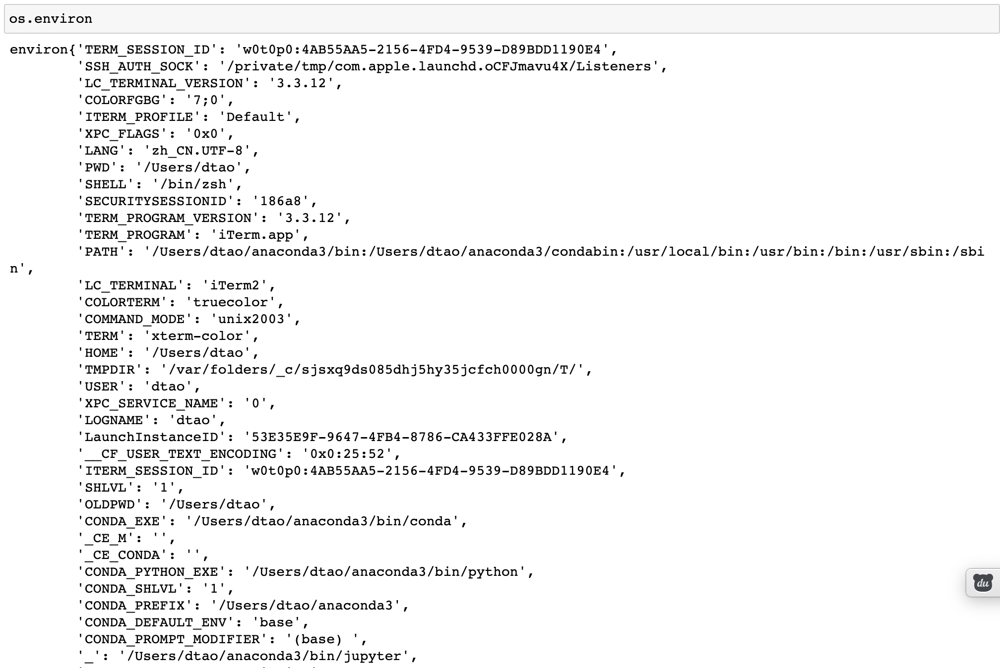 os.environ
environ{'TERM_SESSION_ID': 'w0t0p0:4AB55AA5-2156-4FD4-9539-D89BDD1190E4',
'SSH_AUTH_SOCK': '/private/tmp/com.apple.launchd.oCFJmavu4X/Listeners',
'LC_TERMINAL_VERSION': '3.3.12',
'COLORFGBG': '7;0',
'ITERM_PROFILE': 'Default',
'XPC_FLAGS': '0x0',
'LANG': 'zh_CN.UTF-8',
'PWD': '/Users/dtao',
'SHELL': '/bin/zsh',
'SECURITYSESSIONID': '186a8',
'TERM_PROGRAM_VERSION': '3.3.12',
'TERM_PROGRAM': 'iTerm.app',
'PATH': '/Users/dtao/anaconda3/bin:/Users/dtao/anaconda3/condabin:/usr/local/bin:/usr/bin:/bin:/usr/sbin:/sbi
n',
'LC_TERMINAL': 'iTerm2',
'COLORTERM': 'truecolor',
'COMMAND_MODE': 'unix2003',
'TERM': 'xterm-color',
'HOME': '/Users/dtao',
'TMPDIR': '/var/folders/_c/sjsxq9ds085dhj5hy35jcfch0000gn/T/',
'USER': 'dtao',
'XPC_SERVICE_NAME': '0',
'LOGNAME': 'dtao',
'LaunchInstanceID': '53E35E9F-9647-4FB4-8786-CA433FFE028A',
'__CF_USER_TEXT_ENCODING': '0x0:25:52',
'ITERM_SESSION_ID': 'w0t0p0:4AB55AA5-2156-4FD4-9539-D89BDD1190E4',
'SHLVL': '1',
'OLDPWD': '/Users/dtao',
'CONDA_EXE': '/Users/dtao/anaconda3/bin/conda',
'_CE_M': '',
'_CE_CONDA': '',
'CONDA_PYTHON_EXE': '/Users/dtao/anaconda3/bin/python',
'CONDA_SHLVL': '1',
'CONDA_PREFIX': '/Users/dtao/anaconda3',
'CONDA_DEFAULT_ENV': 'base',
'CONDA_PROMPT_MODIFIER': '(base) ',
'_': '/Users/dtao/anaconda3/bin/jupyter',
du